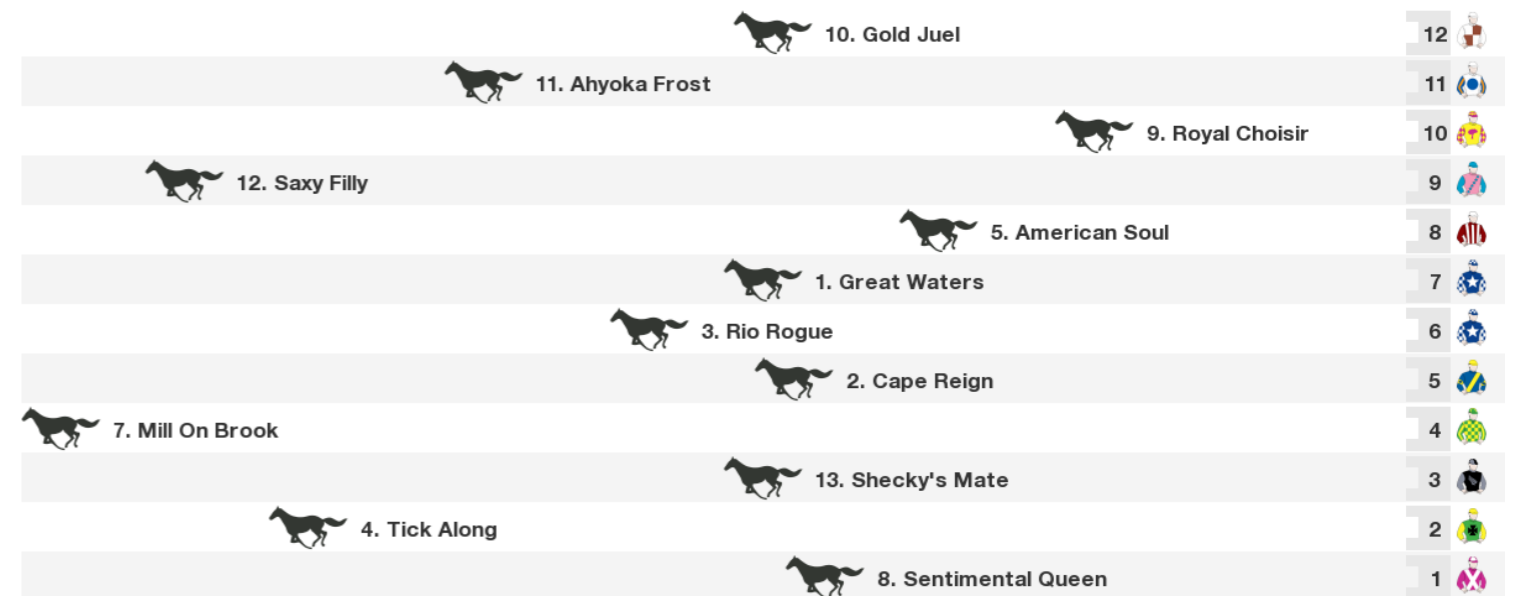 10. Gold Juel 12
11. Ahyoka Frost 11
9. Royal Choisir 10
12. Saxy Filly 9
5. American Soul 8
1. Great Waters 7
3. Rio Rogue 6
2. Cape Reign 5
7. Mill On Brook 4
13. Shecky's Mate 3
4. Tick Along 2
8. Sentimental Queen 1